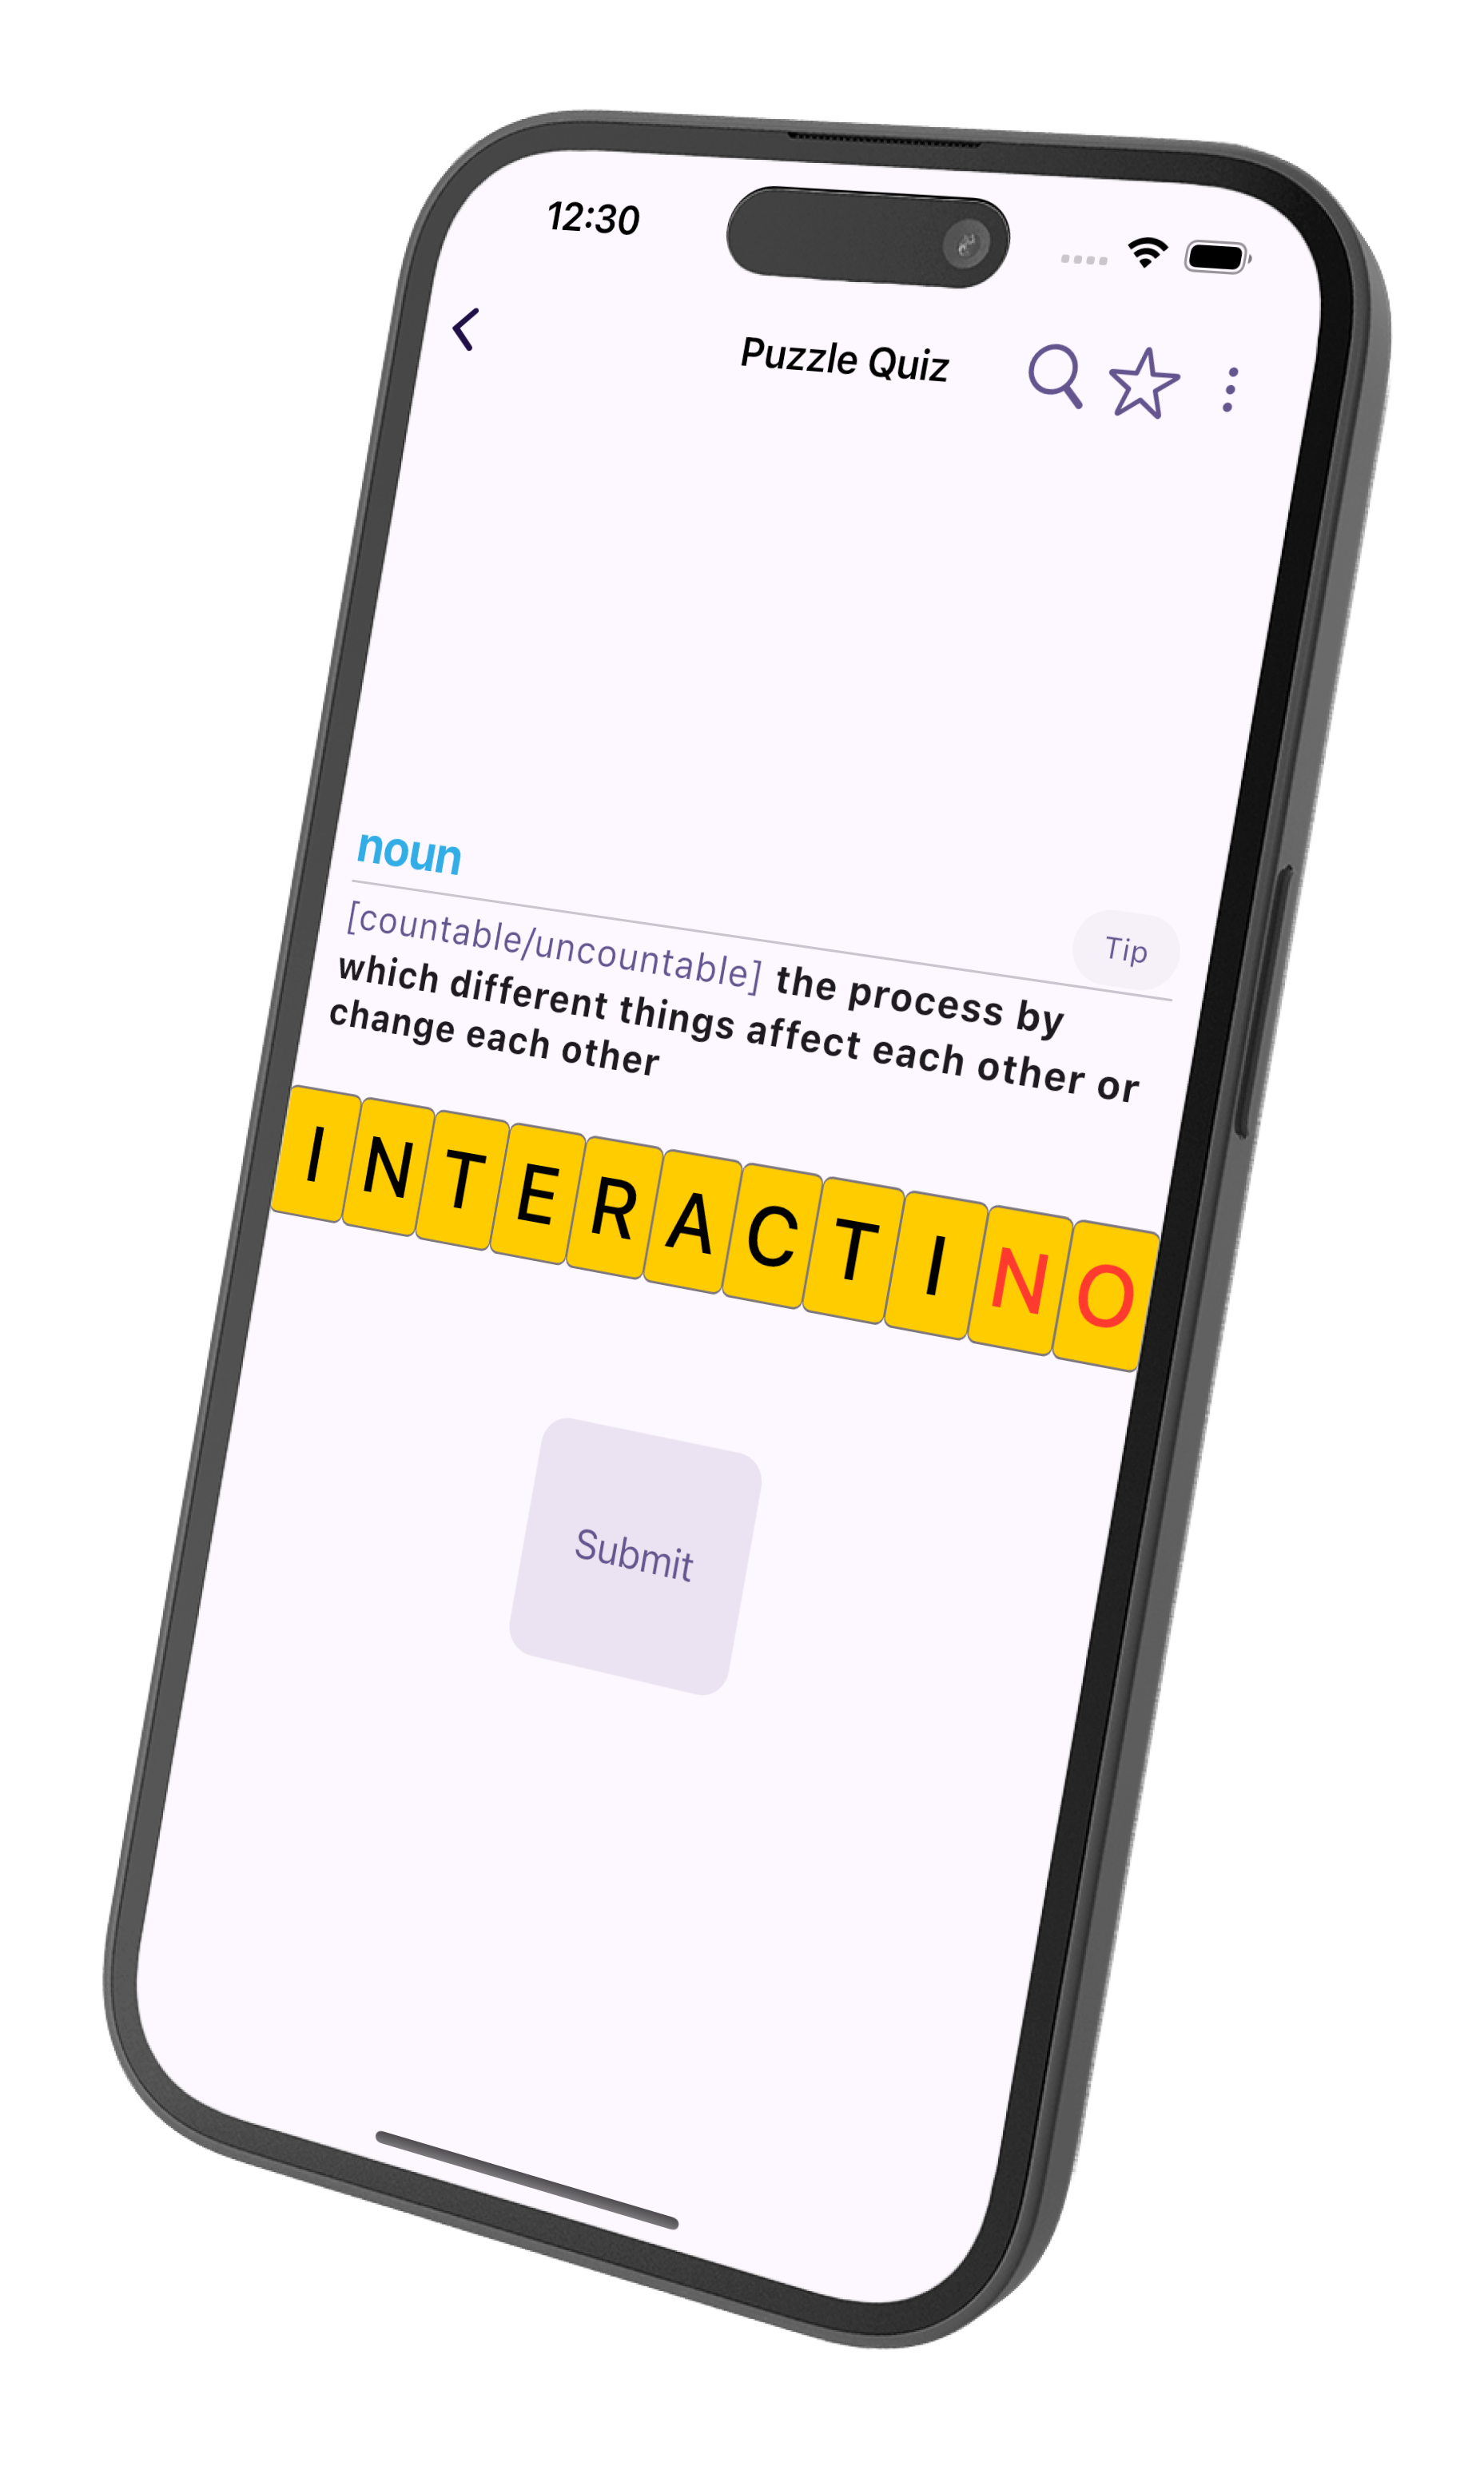 12:30
Puzzle Quiz
noun
Tip
[countable/uncountable] the process by
which different things affect each other or
change each other
INTERACTINO
Submit